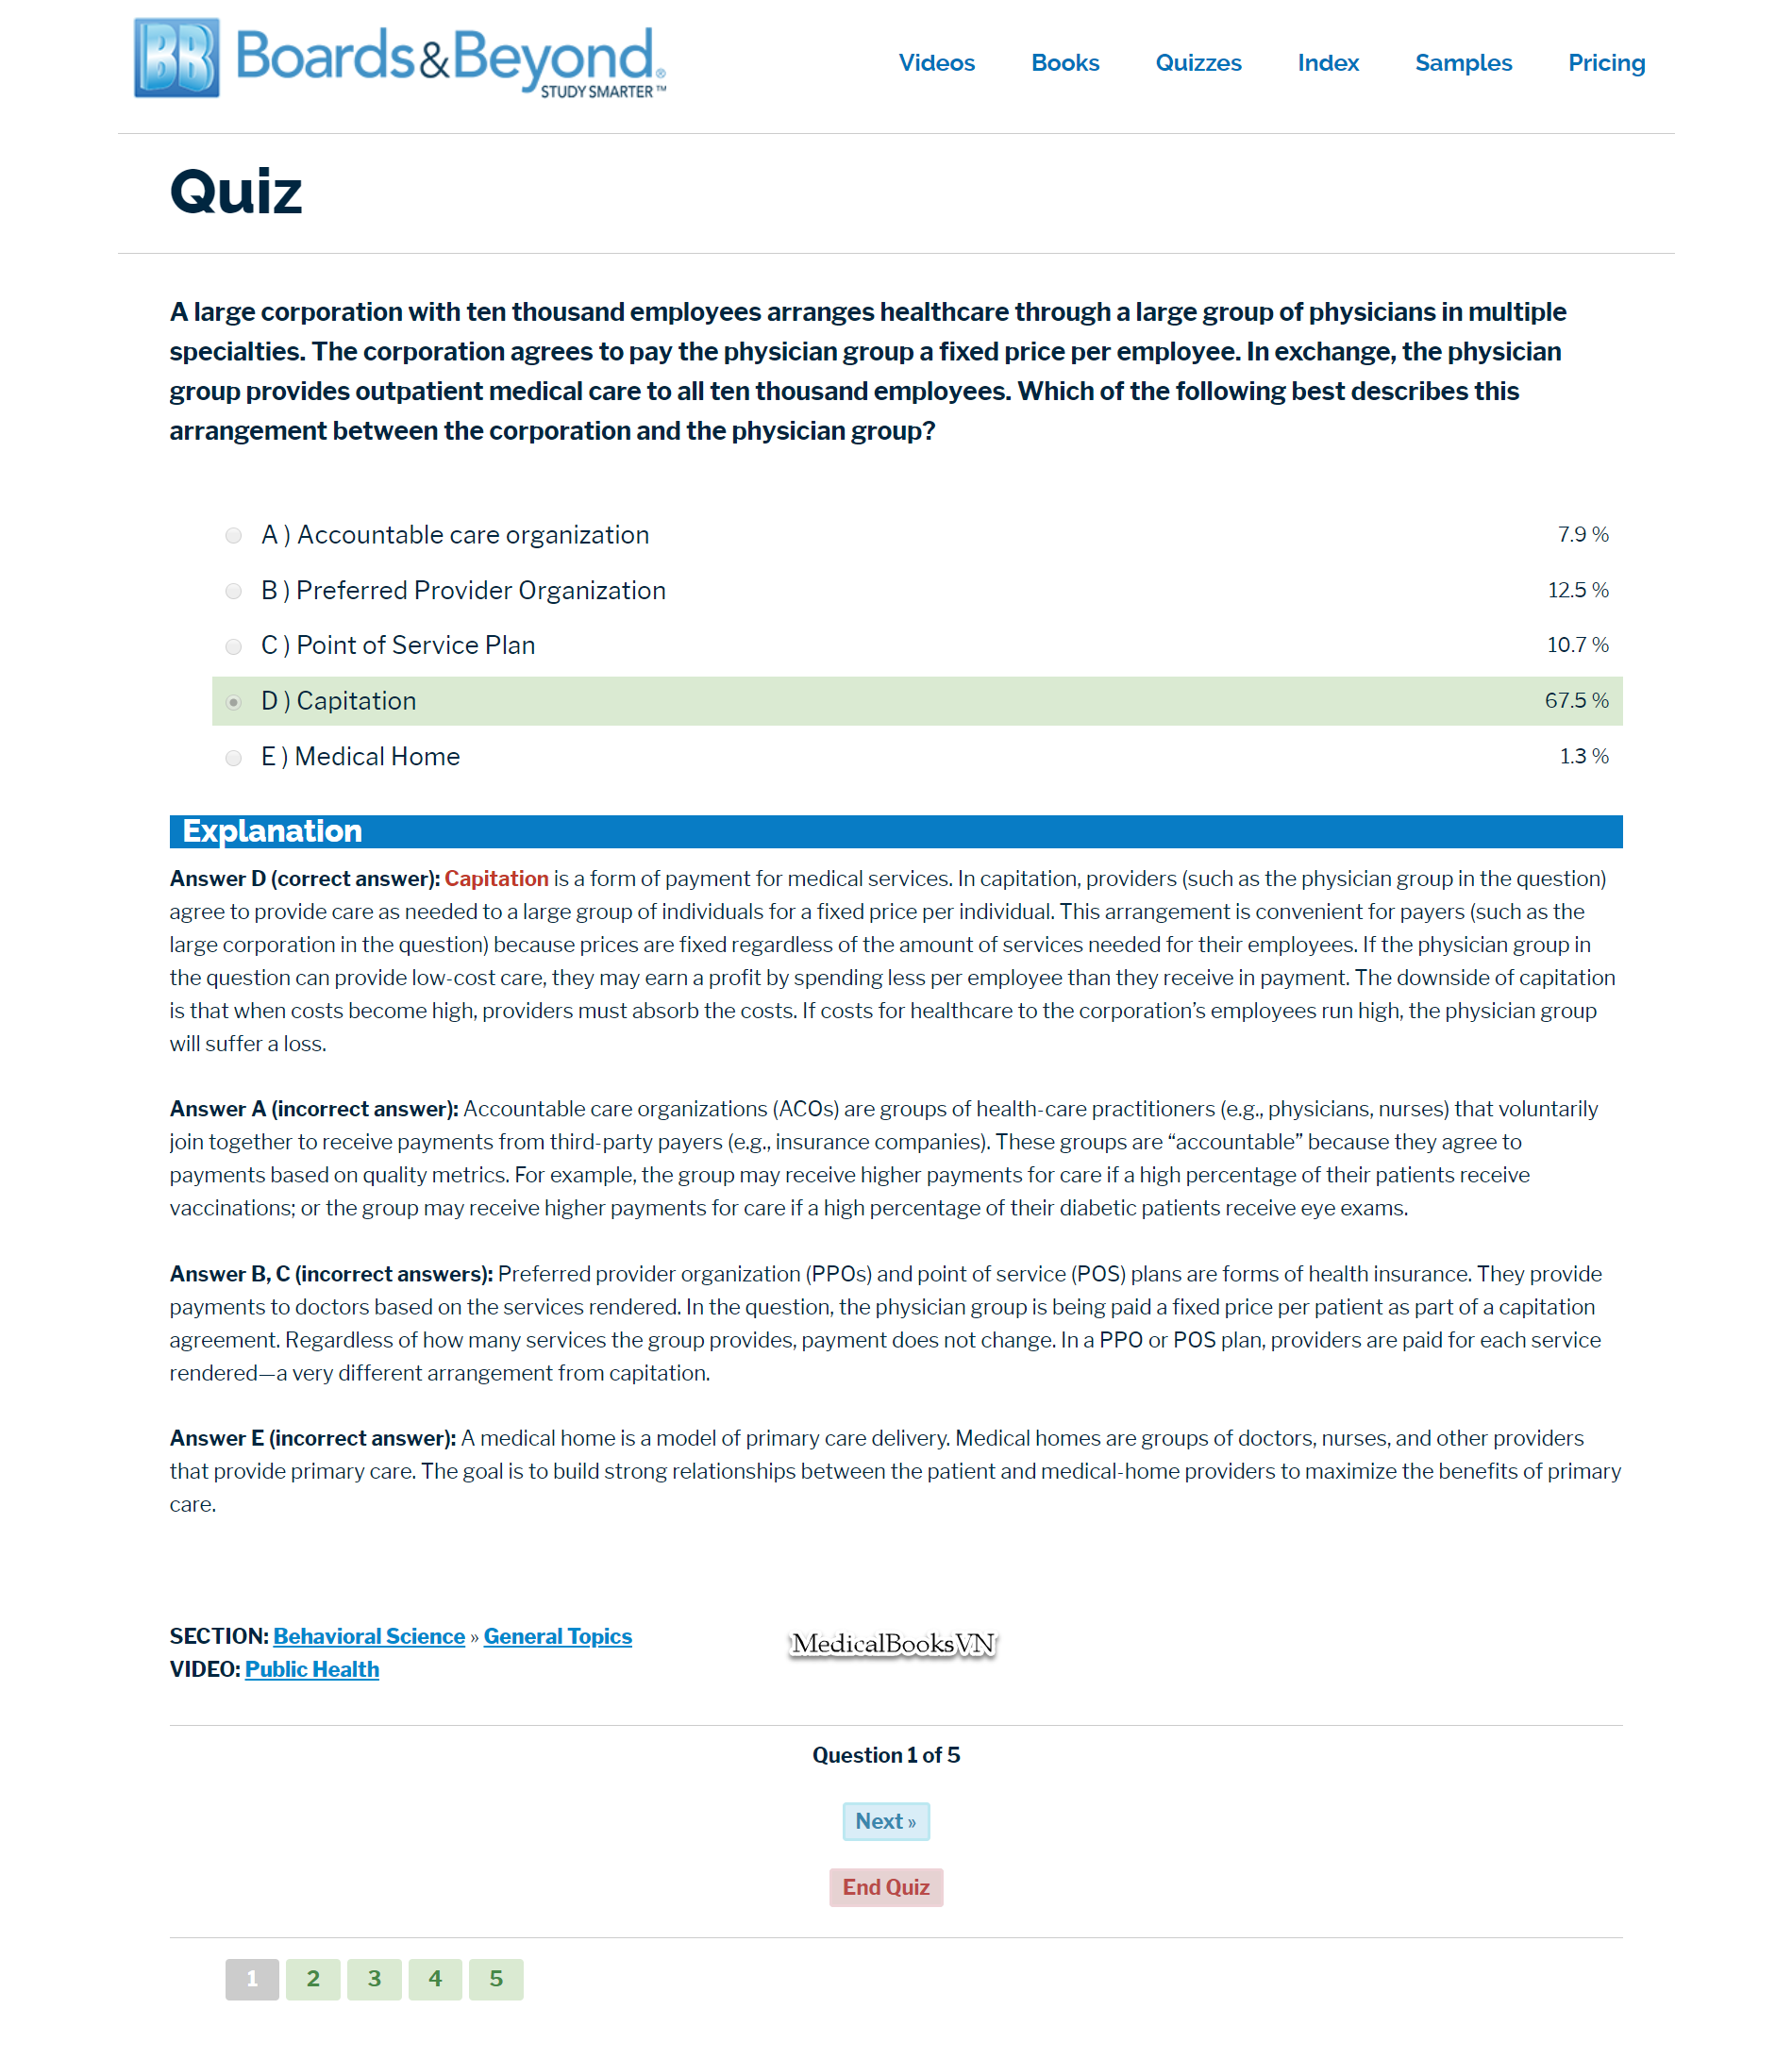 BB Boards&Beyond®
STUDY SMARTER™
Videos Books Quizzes Index Samples Pricing
Quiz
A large corporation with ten thousand employees arranges healthcare through a large group of physicians in multiple
specialties. The corporation agrees to pay the physician group a fixed price per employee. In exchange, the physician
group provides outpatient medical care to all ten thousand employees. Which of the following best describes this
arrangement between the corporation and the physician group?
A ) Accountable care organization 7.9 %
B ) Preferred Provider Organization 12.5 %
C ) Point of Service Plan 10.7 %
D ) Capitation 67.5 %
E ) Medical Home 1.3 %
Explanation
Answer D (correct answer): Capitation is a form of payment for medical services. In capitation, providers (such as the physician group in the question)
agree to provide care as needed to a large group of individuals for a fixed price per individual. This arrangement is convenient for payers (such as the
large corporation in the question) because prices are fixed regardless of the amount of services needed for their employees. If the physician group in
the question can provide low-cost care, they may earn a profit by spending less per employee than they receive in payment. The downside of capitation
is that when costs become high, providers must absorb the costs. If costs for healthcare to the corporation’s employees run high, the physician group
will suffer a loss.
Answer A (incorrect answer): Accountable care organizations (ACOs) are groups of health-care practitioners (e.g., physicians, nurses) that voluntarily
join together to receive payments from third-party payers (e.g., insurance companies). These groups are “accountable” because they agree to
payments based on quality metrics. For example, the group may receive higher payments for care if a high percentage of their patients receive
vaccinations; or the group may receive higher payments for care if a high percentage of their diabetic patients receive eye exams.
Answer B, C (incorrect answers): Preferred provider organization (PPOs) and point of service (POS) plans are forms of health insurance. They provide
payments to doctors based on the services rendered. In the question, the physician group is being paid a fixed price per patient as part of a capitation
agreement. Regardless of how many services the group provides, payment does not change. In a PPO or POS plan, providers are paid for each service
rendered—a very different arrangement from capitation.
Answer E (incorrect answer): A medical home is a model of primary care delivery. Medical homes are groups of doctors, nurses, and other providers
that provide primary care. The goal is to build strong relationships between the patient and medical-home providers to maximize the benefits of primary
care.
SECTION: Behavioral Science » General Topics
MedicalBooksVN
VIDEO: Public Health
Question 1 of 5
Next »
End Quiz
1 2 3 4 5